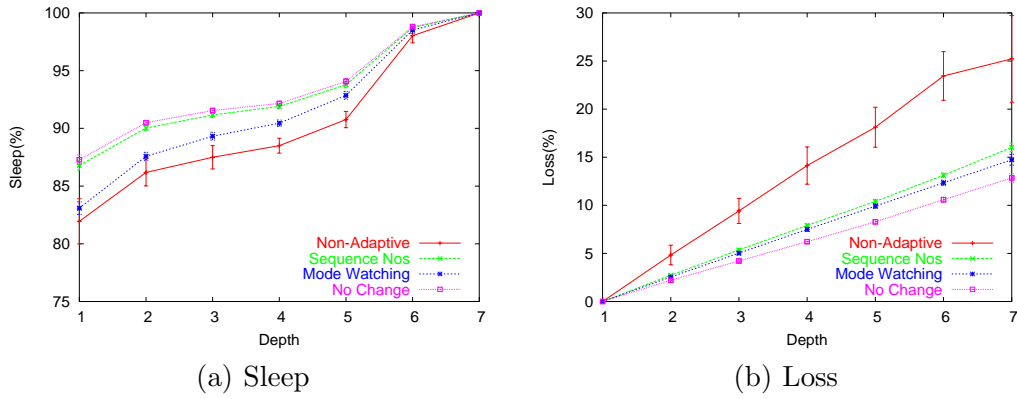 100
95
90
85
80
75
Sleep(%)
Non-Adaptive
Sequence Nos
Mode Watching
No Change
1 2 3 4 5 6 7
Depth
(a) Sleep
30
25
20
15
10
5
0
Loss(%)
Non-Adaptive
Sequence Nos
Mode Watching
No Change
1 2 3 4 5 6 7
Depth
(b) Loss